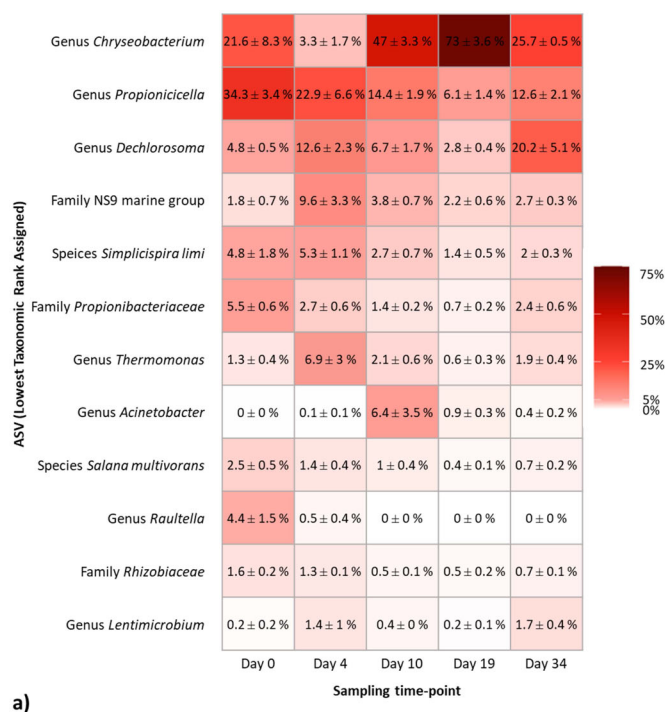 ASV (Lowest Taxonomic Rank Assigned)
Genus Chryseobacterium 21.6 ± 8.3 % 3.3 ± 1.7 % 47 ± 3.3 % 73 ± 3.6 % 25.7 ± 0.5 %
Genus Propionicicella 34.3 ± 3.4 % 22.9 ± 6.6 % 14.4 ± 1.9 % 6.1 ± 1.4 % 12.6 ± 2.1 %
Genus Dechlorosoma 4.8 ± 0.5 % 12.6 ± 2.3 % 6.7 ± 1.7 % 2.8 ± 0.4 % 20.2 ± 5.1 %
Family NS9 marine group 1.8 ± 0.7 % 9.6 ± 3.3 % 3.8 ± 0.7 % 2.2 ± 0.6 % 2.7 ± 0.3 %
Speices Simplicispira limi 4.8 ± 1.8 % 5.3 ± 1.1 % 2.7 ± 0.7 % 1.4 ± 0.5 % 2 ± 0.3 %
Family Propionibacteriaceae 5.5 ± 0.6 % 2.7 ± 0.6 % 1.4 ± 0.2 % 0.7 ± 0.2 % 2.4 ± 0.6 %
Genus Thermomonas 1.3 ± 0.4 % 6.9 ± 3 % 2.1 ± 0.6 % 0.6 ± 0.3 % 1.9 ± 0.4 %
Genus Acinetobacter 0 ± 0 % 0.1 ± 0.1 % 6.4 ± 3.5 % 0.9 ± 0.3 % 0.4 ± 0.2 %
Species Salana multivorans 2.5 ± 0.5 % 1.4 ± 0.4 % 1 ± 0.4 % 0.4 ± 0.1 % 0.7 ± 0.2 %
Genus Raultella 4.4 ± 1.5 % 0.5 ± 0.4 % 0 ± 0 % 0 ± 0 % 0 ± 0 %
Family Rhizobiaceae 1.6 ± 0.2 % 1.3 ± 0.1 % 0.5 ± 0.1 % 0.5 ± 0.2 % 0.7 ± 0.1 %
Genus Lentimicrobium 0.2 ± 0.2 % 1.4 ± 1 % 0.4 ± 0 % 0.2 ± 0.1 % 1.7 ± 0.4 %
Day 0 Day 4 Day 10 Day 19 Day 34
Sampling time-point
75%
50%
25%
5%
0%
a)